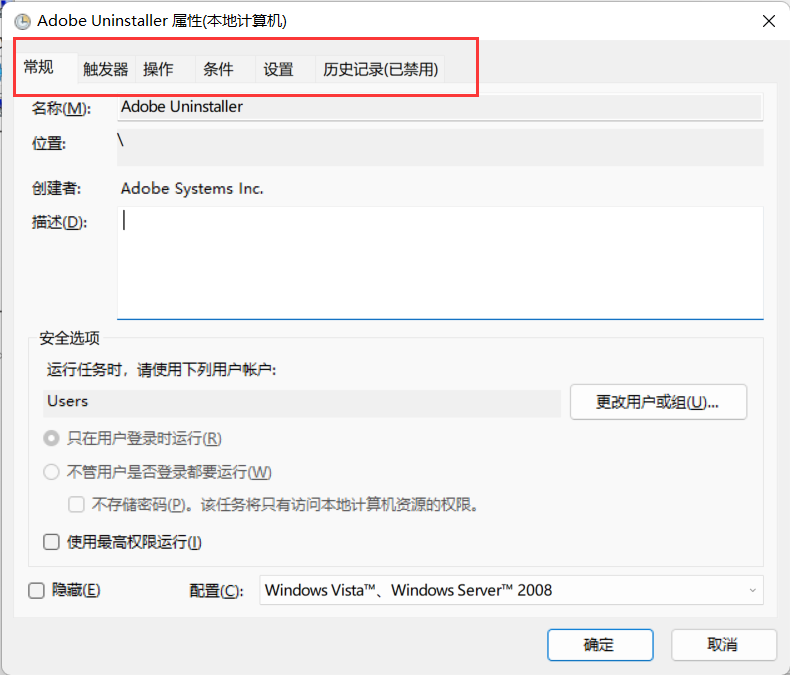 Adobe Uninstaller 属性(本地计算机)
常规 触发器 操作 条件 设置 历史记录(已禁用)
名称(M): Adobe Uninstaller
位置: \
创建者: Adobe Systems Inc.
描述(D):
安全选项
运行任务时，请使用下列用户帐户:
Users 更改用户或组(U)...
只在用户登录时运行(R)
不管用户是否登录都要运行(W)
不存储密码(P)。该任务将只有访问本地计算机资源的权限。
使用最高权限运行(I)
隐藏(E) 配置(C): Windows Vista™、Windows Server™ 2008
确定 取消